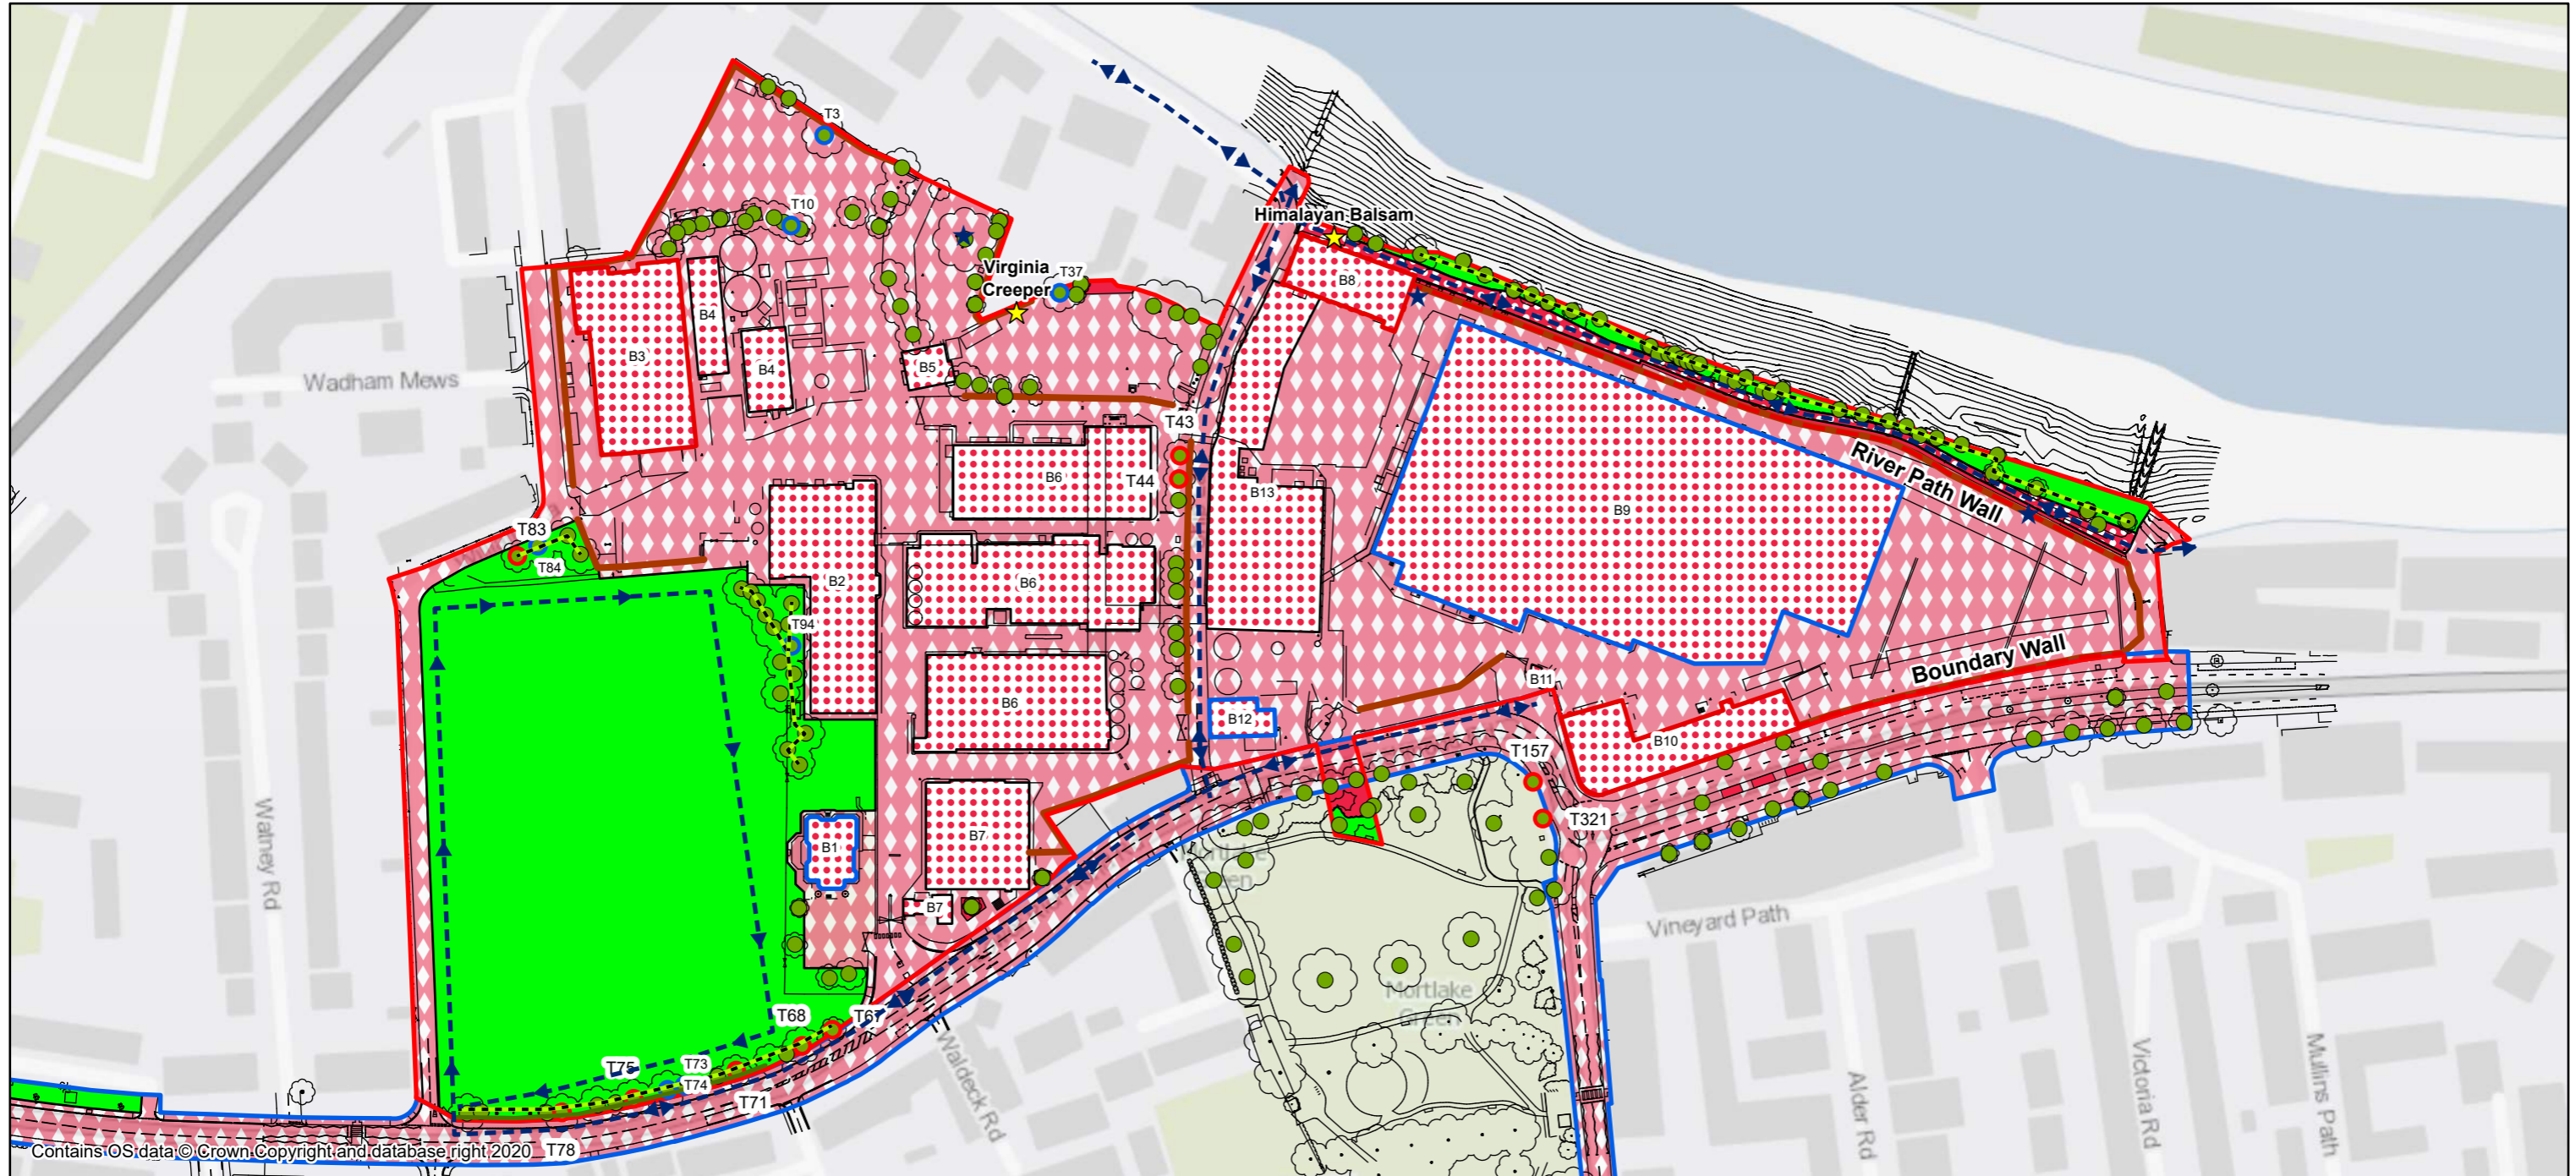 T3
T10
Himalayan Balsam
Virginia
Creeper
T37
B8
B4
B3
B4
B5
Wadham Mews
T43
B6
T44
B13
B9
River Path Wall
T83
T84
B2
B6
T94
Boundary Wall
B11
B6
B12
B10
T157
T321
B7
B1
Mortlake
Green
B7
Watney Rd
Vineyard Path
Mortlake
Green
T68
T67
T75
T73
T74
T71
Waldeck Rd
Alder Rd
Victoria Rd
Mullins Path
Contains OS data © Crown Copyright and database right 2020
T78